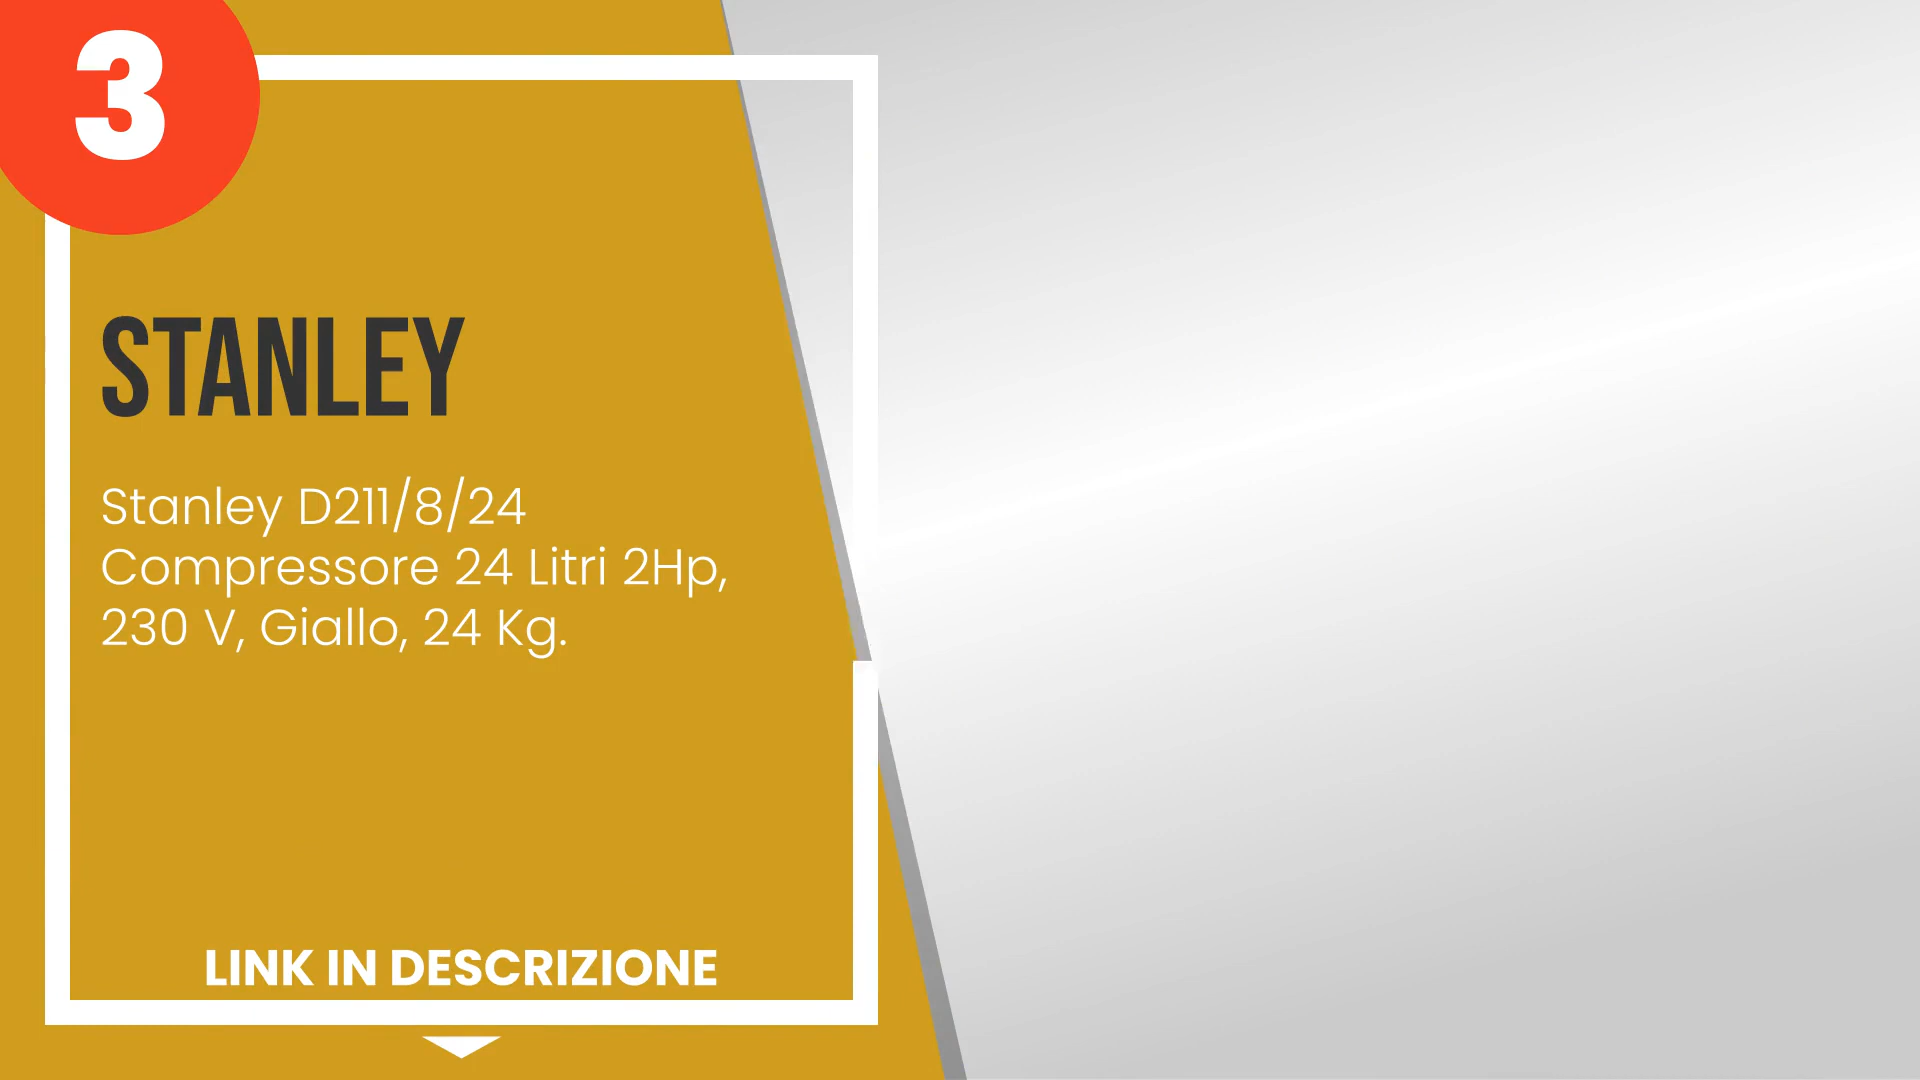 3
STANLEY
Stanley D211/8/24
Compressore 24 Litri 2Hp,
230 V, Giallo, 24 Kg.
LINK IN DESCRIZIONE